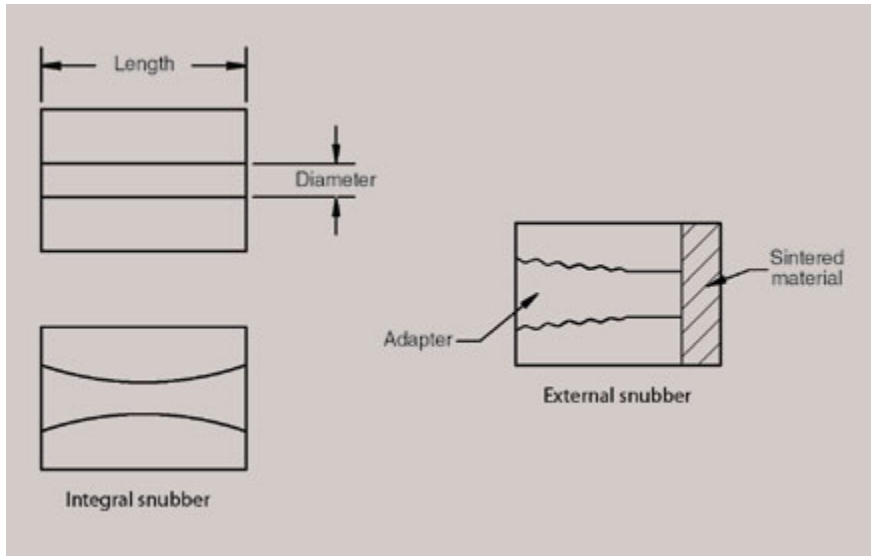 Length
Diameter
Sintered
material
Adapter
External snubber
Integral snubber